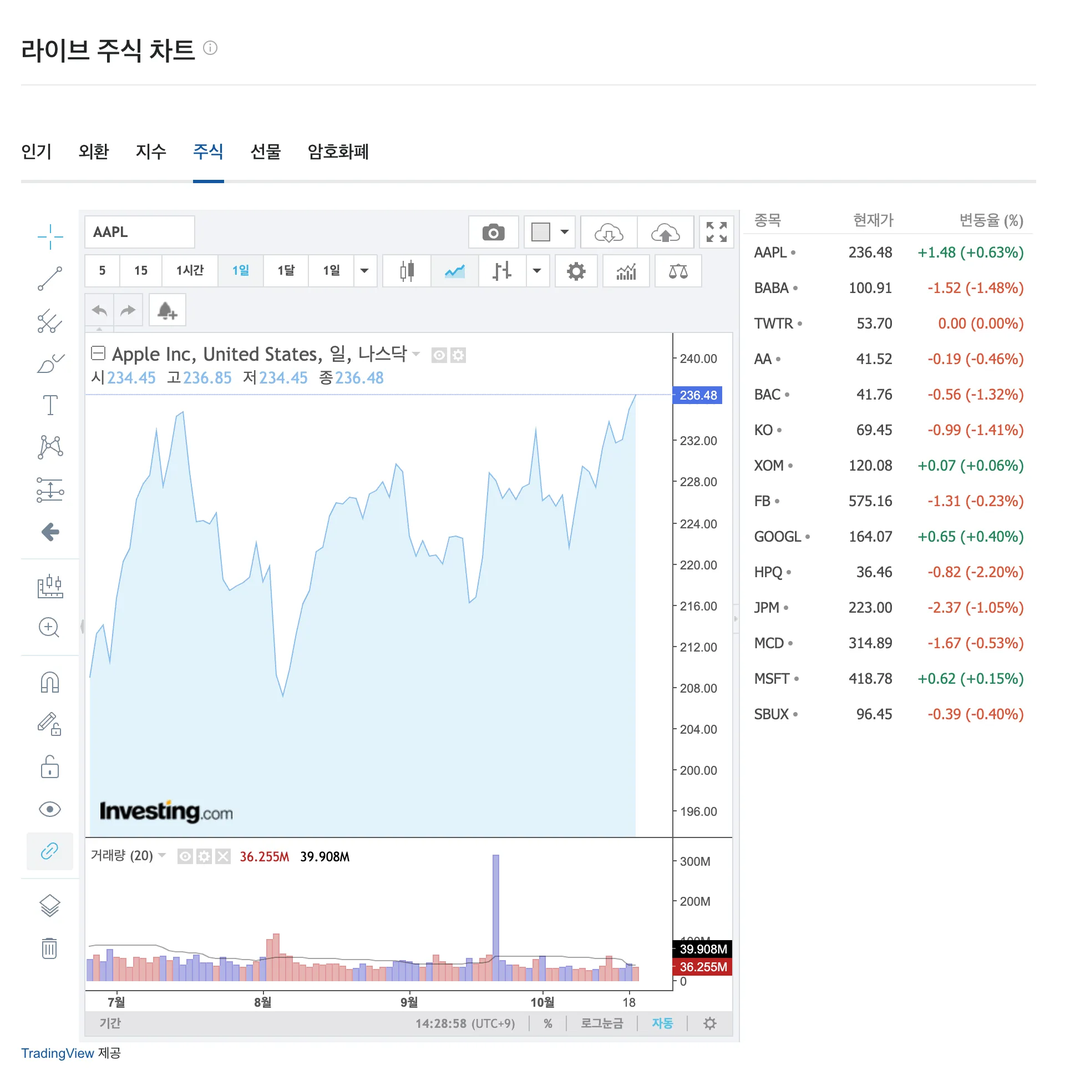 라이브 주식 차트
인기 외환 지수 주식 선물 암호화폐
AAPL
5 15 1시간 1일 1달 1일
Apple Inc, United States, 일, 나스닥
시234.45 고236.85 저234.45 종236.48
240.00
236.48
232.00
228.00
224.00
220.00
216.00
212.00
208.00
204.00
200.00
196.00
Investing.com
거래량 (20) 36.255M 39.908M
300M
200M
39.908M
36.255M
0
7월 8월 9월 10월 18
기간 14:28:58 (UTC+9) % 로그눈금 자동
종목 현재가 변동율 (%)
AAPL 236.48 +1.48 (+0.63%)
BABA 100.91 -1.52 (-1.48%)
TWTR 53.70 0.00 (0.00%)
AA 41.52 -0.19 (-0.46%)
BAC 41.76 -0.56 (-1.32%)
KO 69.45 -0.99 (-1.41%)
XOM 120.08 +0.07 (+0.06%)
FB 575.16 -1.31 (-0.23%)
GOOGL 164.07 +0.65 (+0.40%)
HPQ 36.46 -0.82 (-2.20%)
JPM 223.00 -2.37 (-1.05%)
MCD 314.89 -1.67 (-0.53%)
MSFT 418.78 +0.62 (+0.15%)
SBUX 96.45 -0.39 (-0.40%)
TradingView 제공